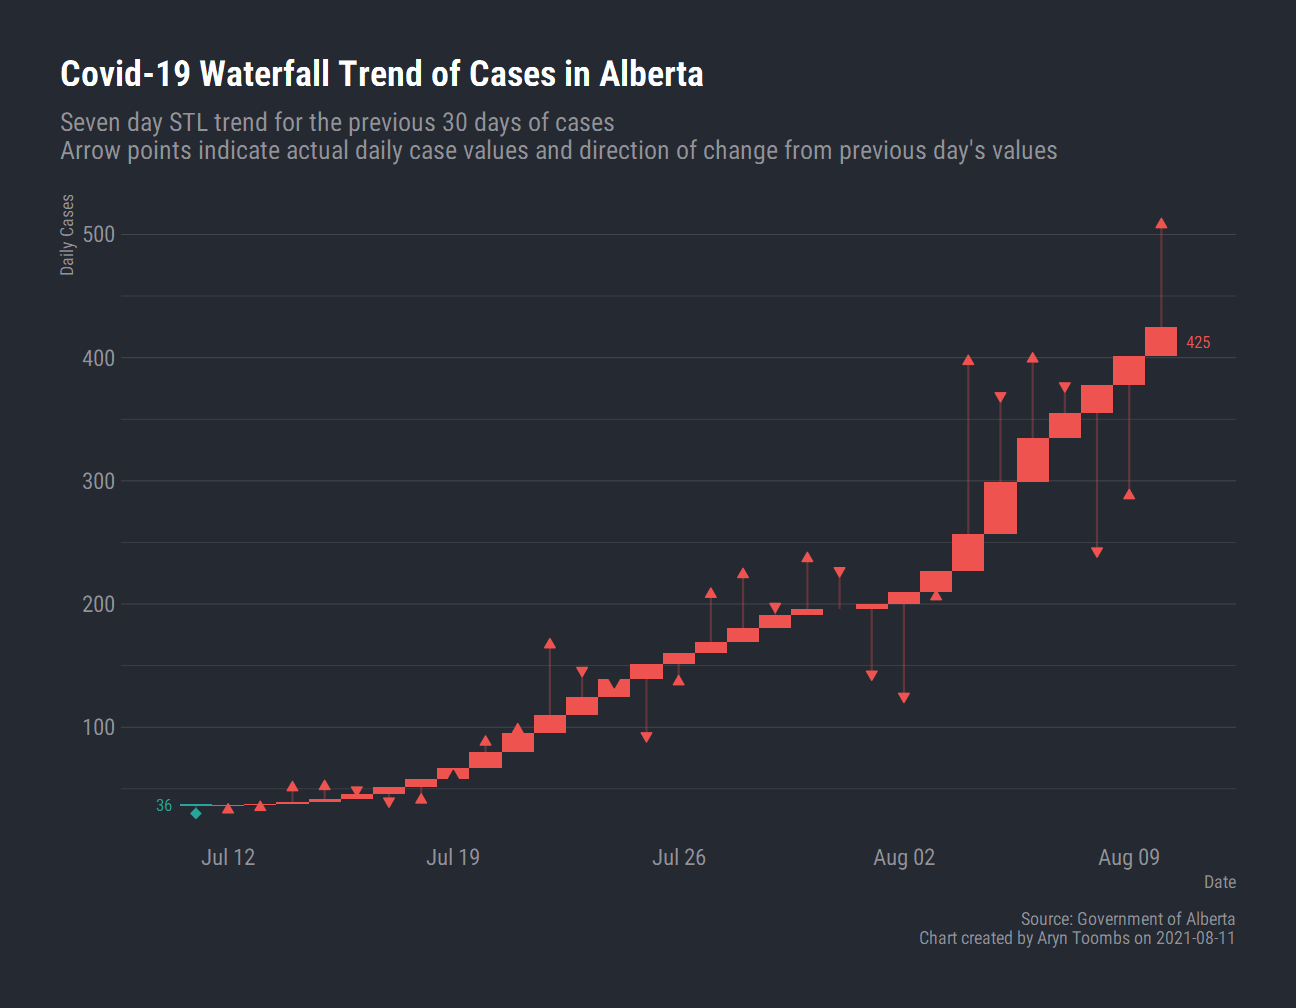 Covid-19 Waterfall Trend of Cases in Alberta
Seven day STL trend for the previous 30 days of cases
Arrow points indicate actual daily case values and direction of change from previous day's values
Daily Cases
500
400
300
200
100
425
36
Jul 12
Jul 19
Jul 26
Aug 02
Aug 09
Date
Source: Government of Alberta
Chart created by Aryn Toombs on 2021-08-11